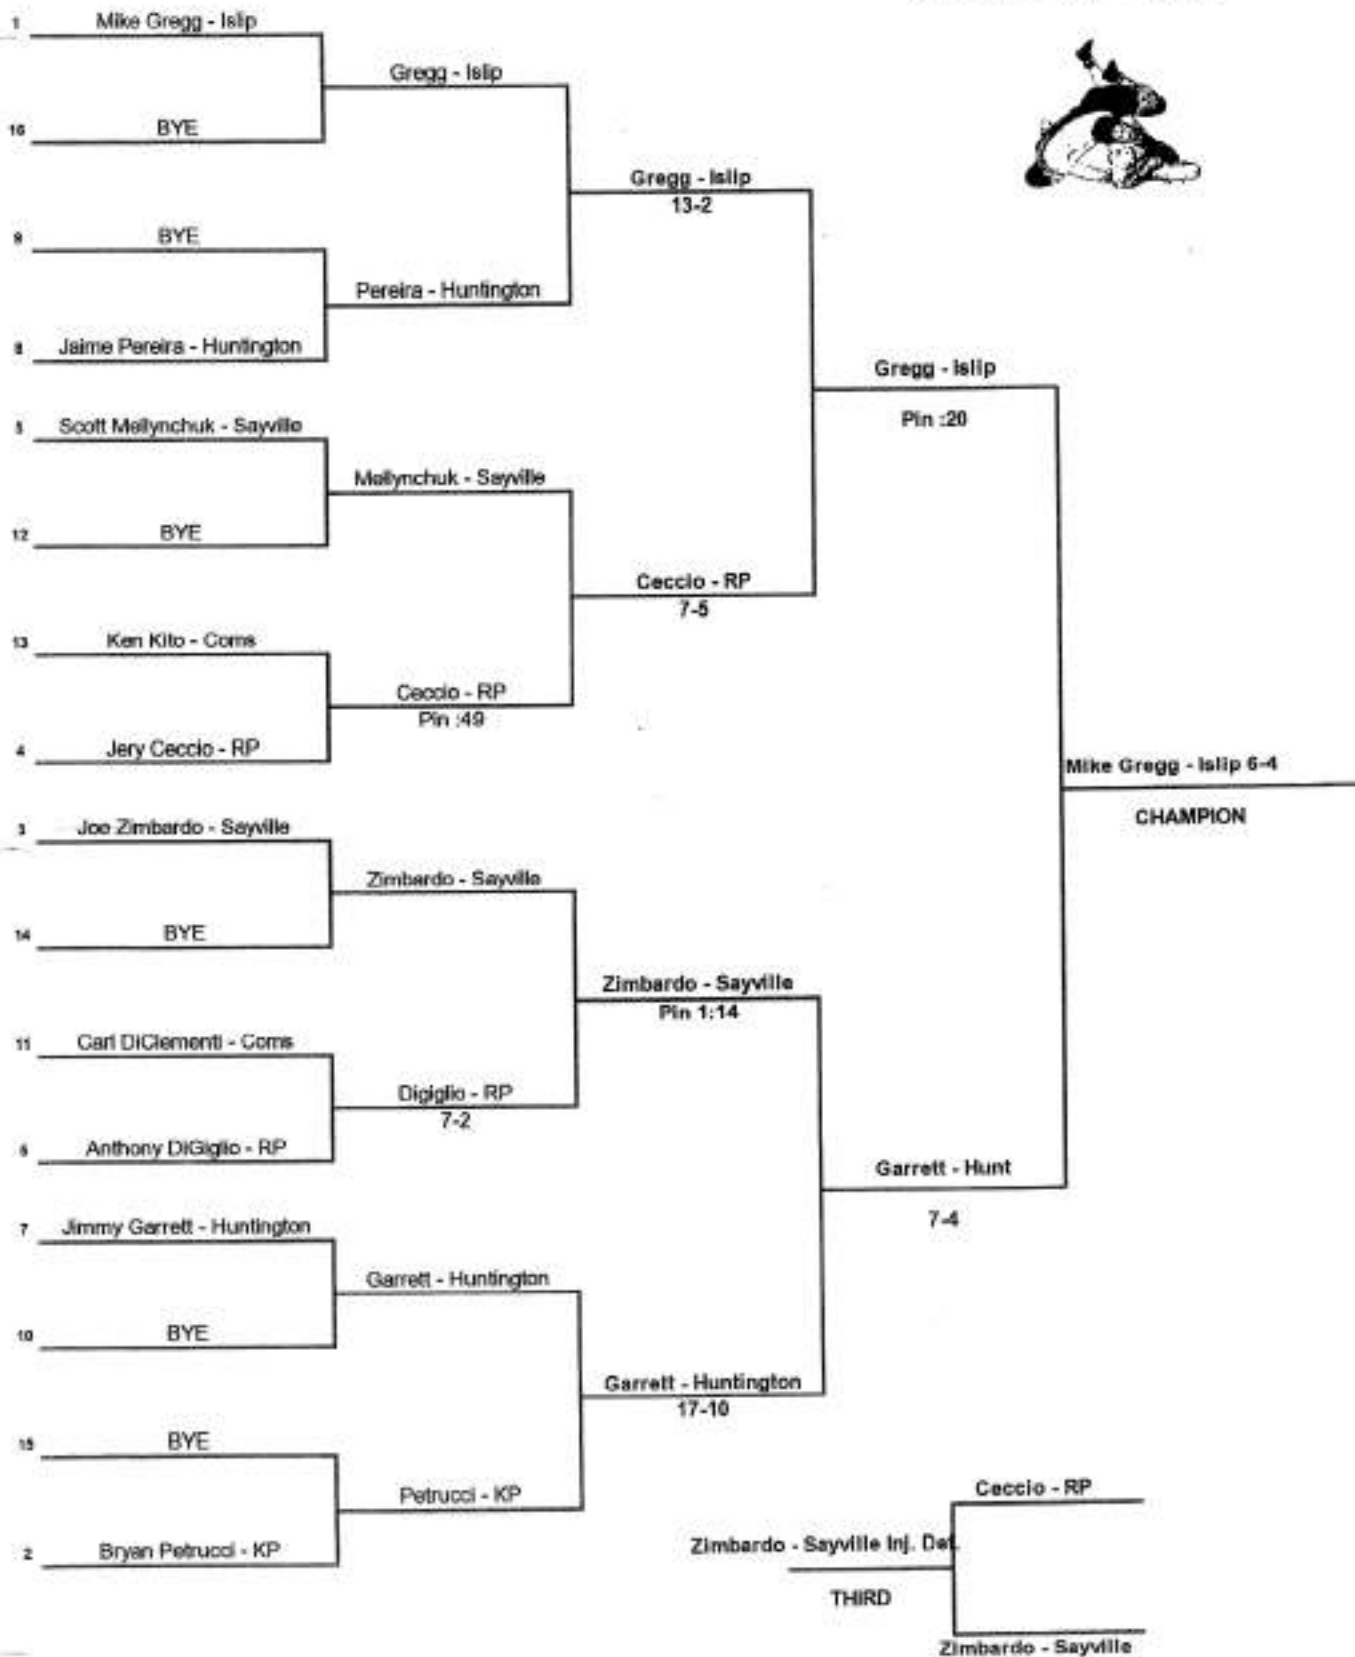 1 Mike Gregg - Islip
Gregg - Islip
16 BYE
Gregg - Islip
13-2
9 BYE
Pereira - Huntington
8 Jaime Pereira - Huntington
Gregg - Islip
Pin :20
5 Scott Mellynchuk - Sayville
Mellynchuk - Sayville
12 BYE
Ceccio - RP
7-5
13 Ken Kito - Coms
Ceccio - RP
Pin :49
4 Jery Ceccio - RP
Mike Gregg - Islip 6-4
CHAMPION
3 Joe Zimbardo - Sayville
Zimbardo - Sayville
14 BYE
Zimbardo - Sayville
Pin 1:14
11 Carl DiClementi - Coms
Digiglio - RP
7-2
6 Anthony DiGiglio - RP
Garrett - Hunt
7-4
7 Jimmy Garrett - Huntington
Garrett - Huntington
10 BYE
Garrett - Huntington
17-10
15 BYE
Petrucci - KP
2 Bryan Petrucci - KP
Ceccio - RP
Zimbardo - Sayville Inj. Def.
THIRD
Zimbardo - Sayville